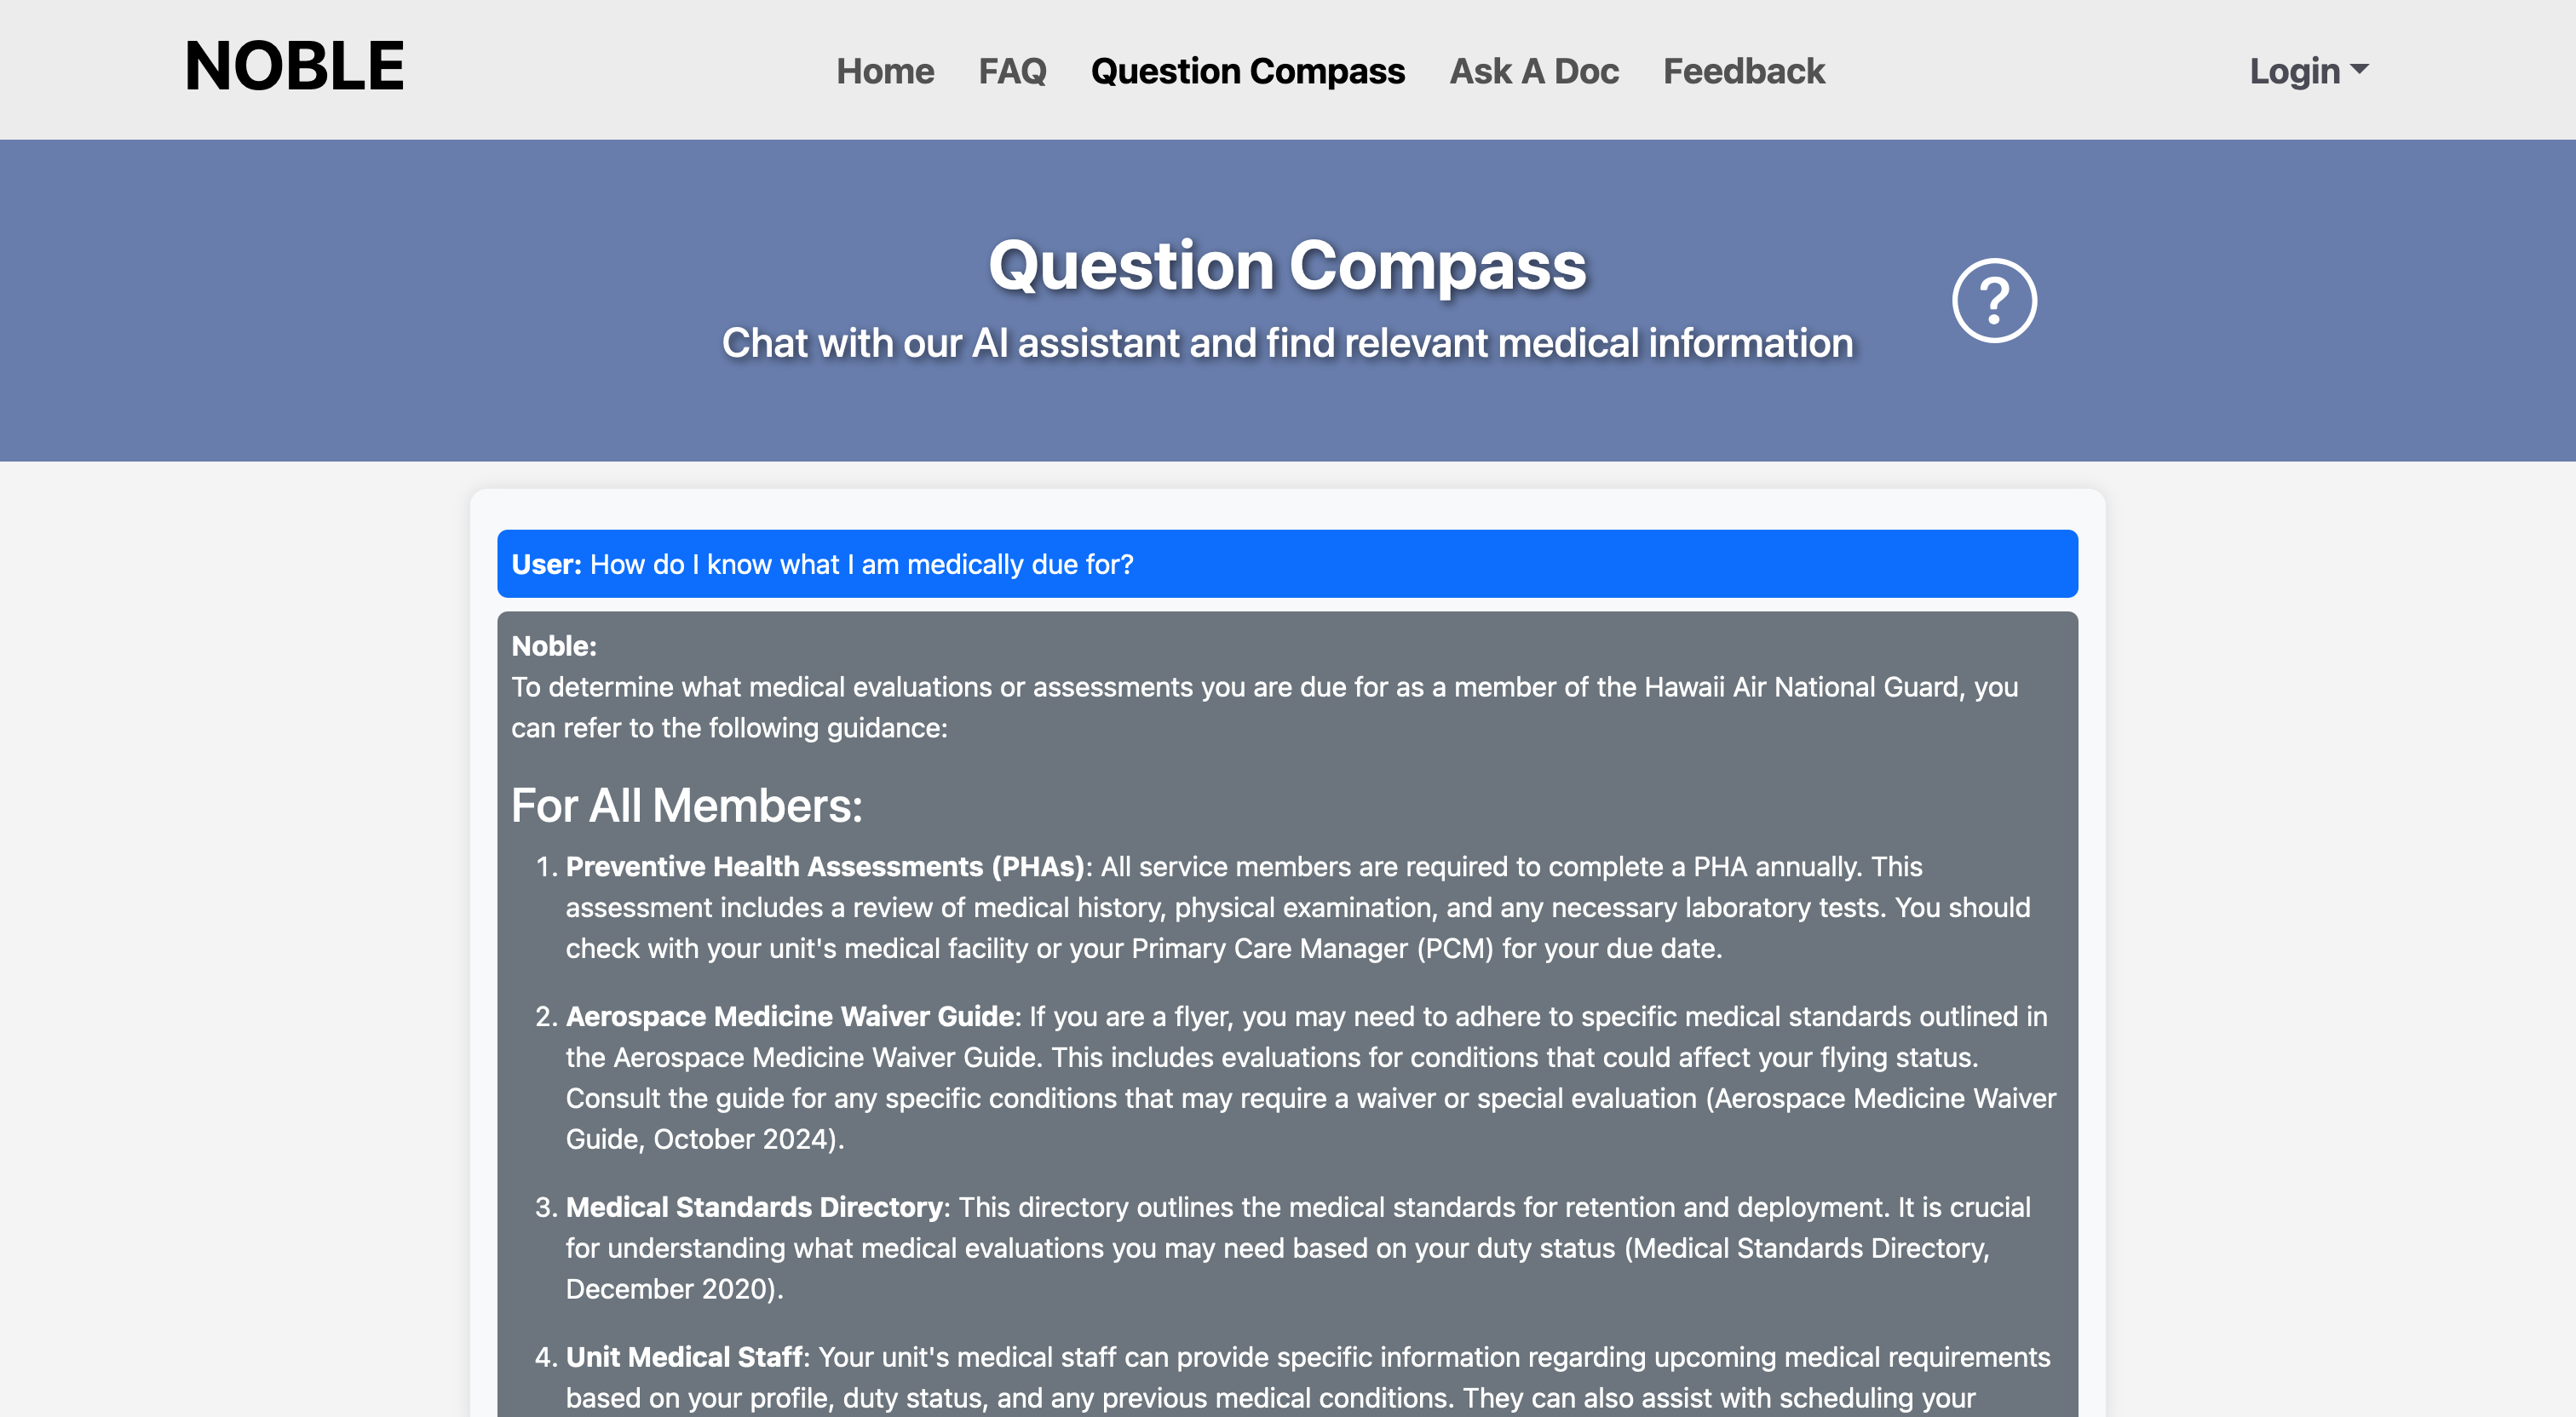 NOBLE
Home FAQ Question Compass Ask A Doc Feedback
Login
Question Compass
Chat with our AI assistant and find relevant medical information
?
User: How do I know what I am medically due for?
Noble:
To determine what medical evaluations or assessments you are due for as a member of the Hawaii Air National Guard, you
can refer to the following guidance:
For All Members:
1. Preventive Health Assessments (PHAs): All service members are required to complete a PHA annually. This
assessment includes a review of medical history, physical examination, and any necessary laboratory tests. You should
check with your unit's medical facility or your Primary Care Manager (PCM) for your due date.
2. Aerospace Medicine Waiver Guide: If you are a flyer, you may need to adhere to specific medical standards outlined in
the Aerospace Medicine Waiver Guide. This includes evaluations for conditions that could affect your flying status.
Consult the guide for any specific conditions that may require a waiver or special evaluation (Aerospace Medicine Waiver
Guide, October 2024).
3. Medical Standards Directory: This directory outlines the medical standards for retention and deployment. It is crucial
for understanding what medical evaluations you may need based on your duty status (Medical Standards Directory,
December 2020).
4. Unit Medical Staff: Your unit's medical staff can provide specific information regarding upcoming medical requirements
based on your profile, duty status, and any previous medical conditions. They can also assist with scheduling your